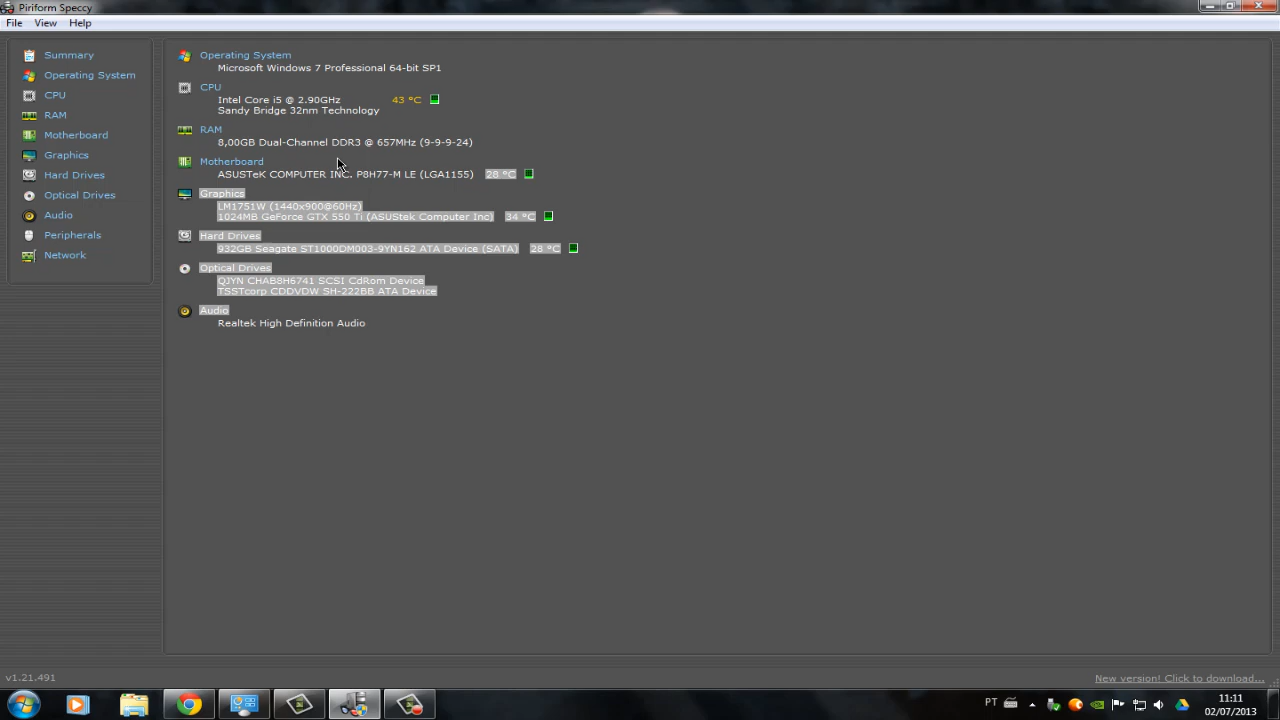 Piriform Speccy
File View Help
Summary
Operating System
CPU
RAM
Motherboard
Graphics
Hard Drives
Optical Drives
Audio
Peripherals
Network
Operating System
Microsoft Windows 7 Professional 64-bit SP1
CPU
Intel Core i5 @ 2.90GHz 43 °C
Sandy Bridge 32nm Technology
RAM
8,00GB Dual-Channel DDR3 @ 657MHz (9-9-9-24)
Motherboard
ASUSTeK COMPUTER INC. P8H77-M LE (LGA1155) 28 °C
Graphics
LM1751W (1440x900@60Hz)
1024MB GeForce GTX 550 Ti (ASUStek Computer Inc) 34 °C
Hard Drives
932GB Seagate ST1000DM003-9YN162 ATA Device (SATA) 28 °C
Optical Drives
QJYN CHAB8H6741 SCSI CdRom Device
TSSTcorp CDDVDW SH-222BB ATA Device
Audio
Realtek High Definition Audio
v1.21.491
New version! Click to download...
PT
11:11
02/07/2013